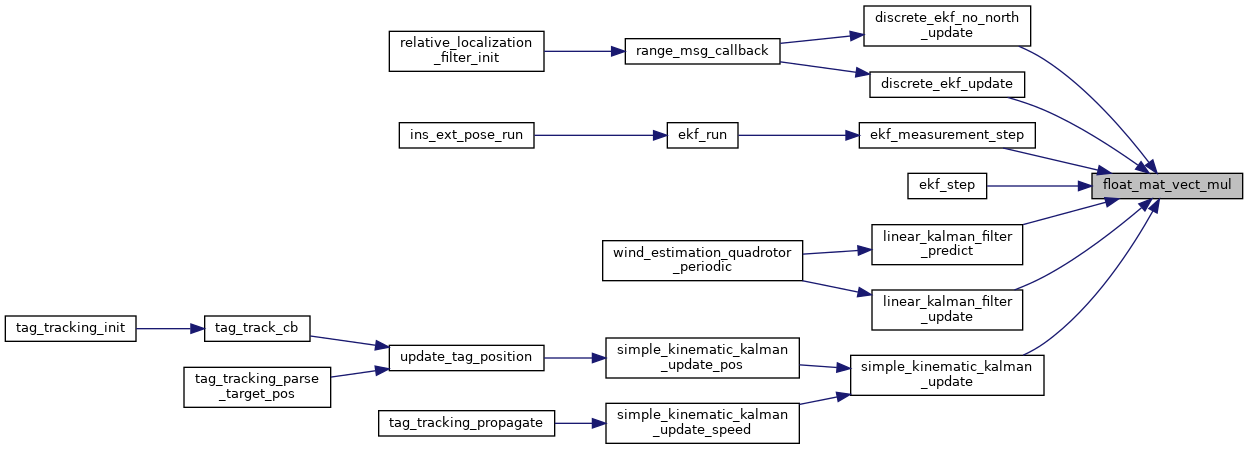 discrete_ekf_no_north
_update
relative_localization
_filter_init
range_msg_callback
discrete_ekf_update
ins_ext_pose_run
ekf_run
ekf_measurement_step
float_mat_vect_mul
ekf_step
linear_kalman_filter
_predict
wind_estimation_quadrotor
_periodic
linear_kalman_filter
_update
tag_tracking_init
tag_track_cb
update_tag_position
simple_kinematic_kalman
_update_pos
simple_kinematic_kalman
_update
tag_tracking_parse
_target_pos
tag_tracking_propagate
simple_kinematic_kalman
_update_speed